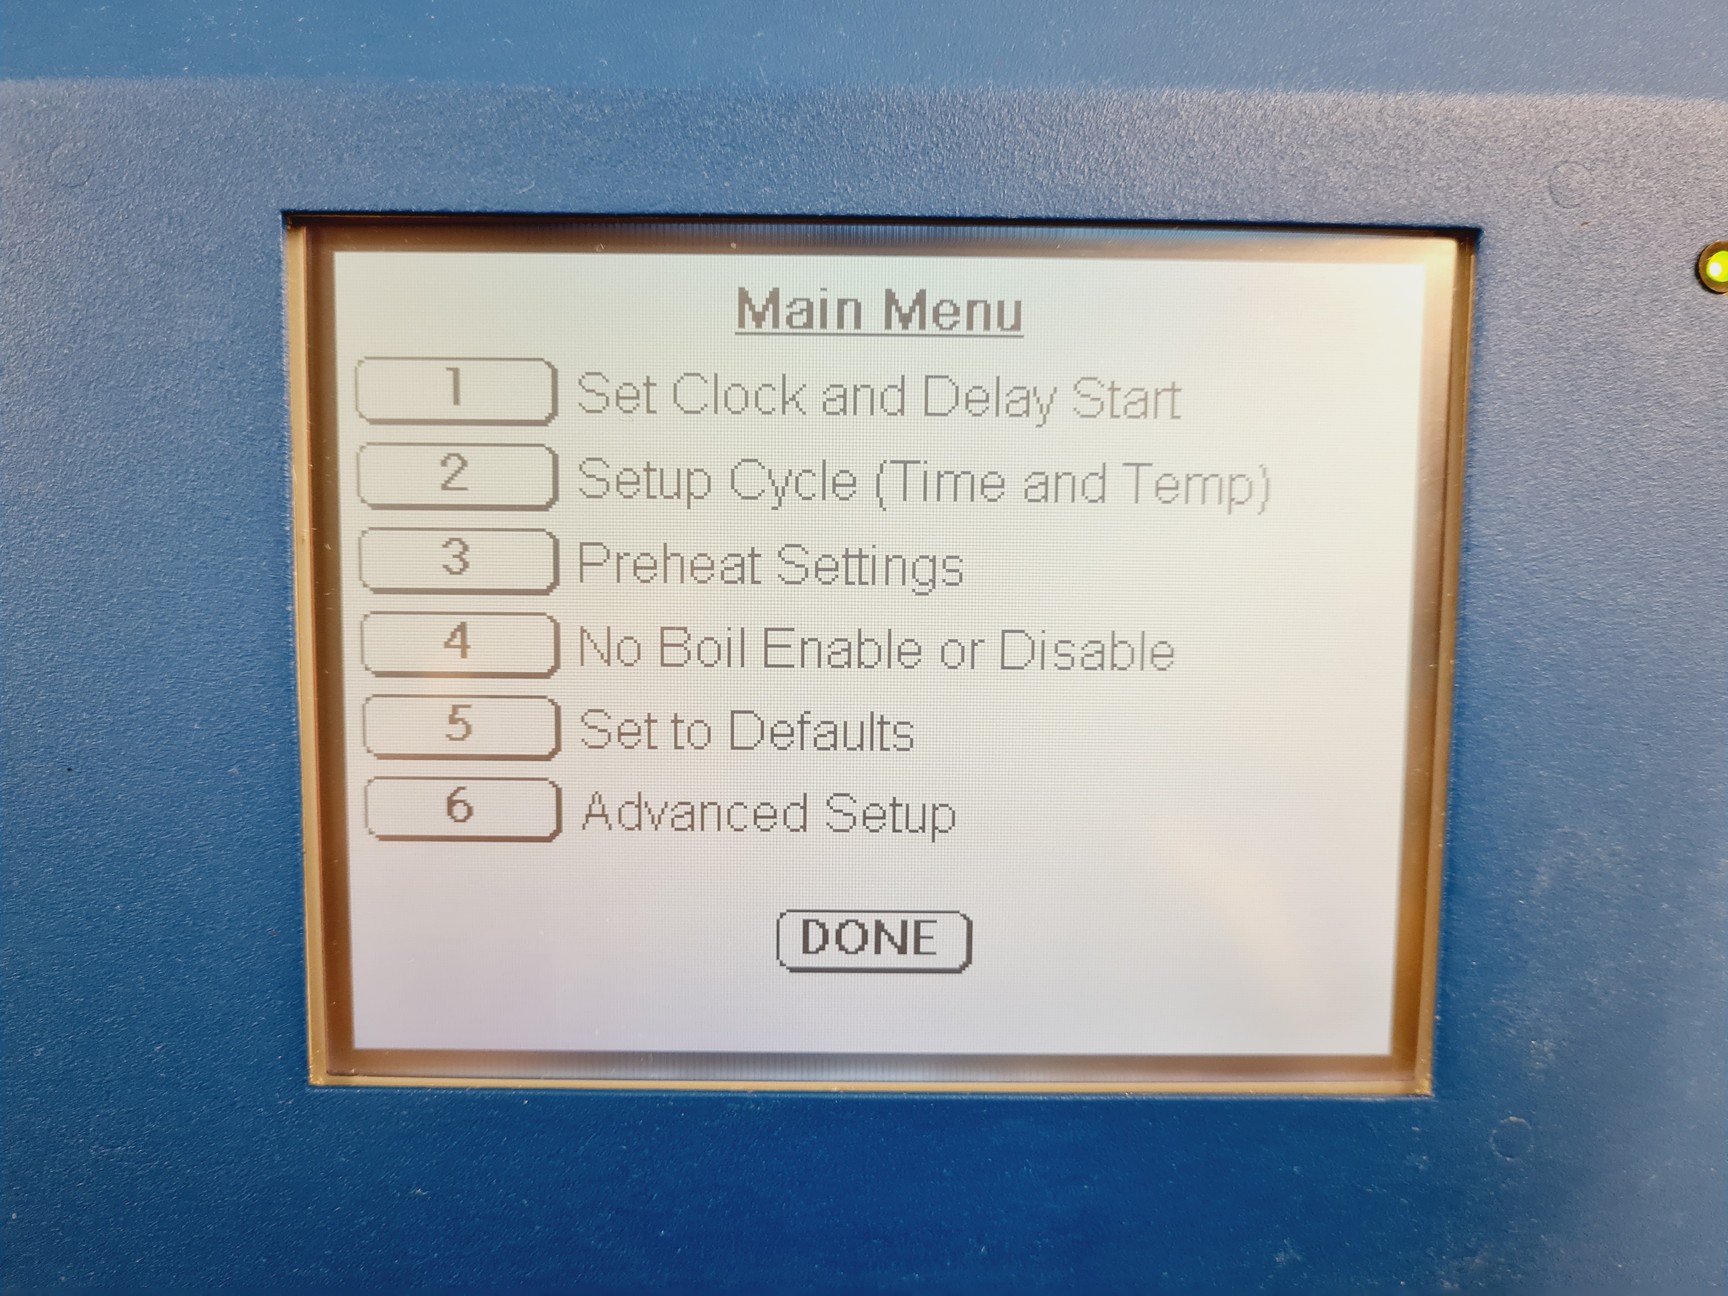 Main Menu
1 Set Clock and Delay Start
2 Setup Cycle (Time and Temp)
3 Preheat Settings
4 No Boil Enable or Disable
5 Set to Defaults
6 Advanced Setup
DONE